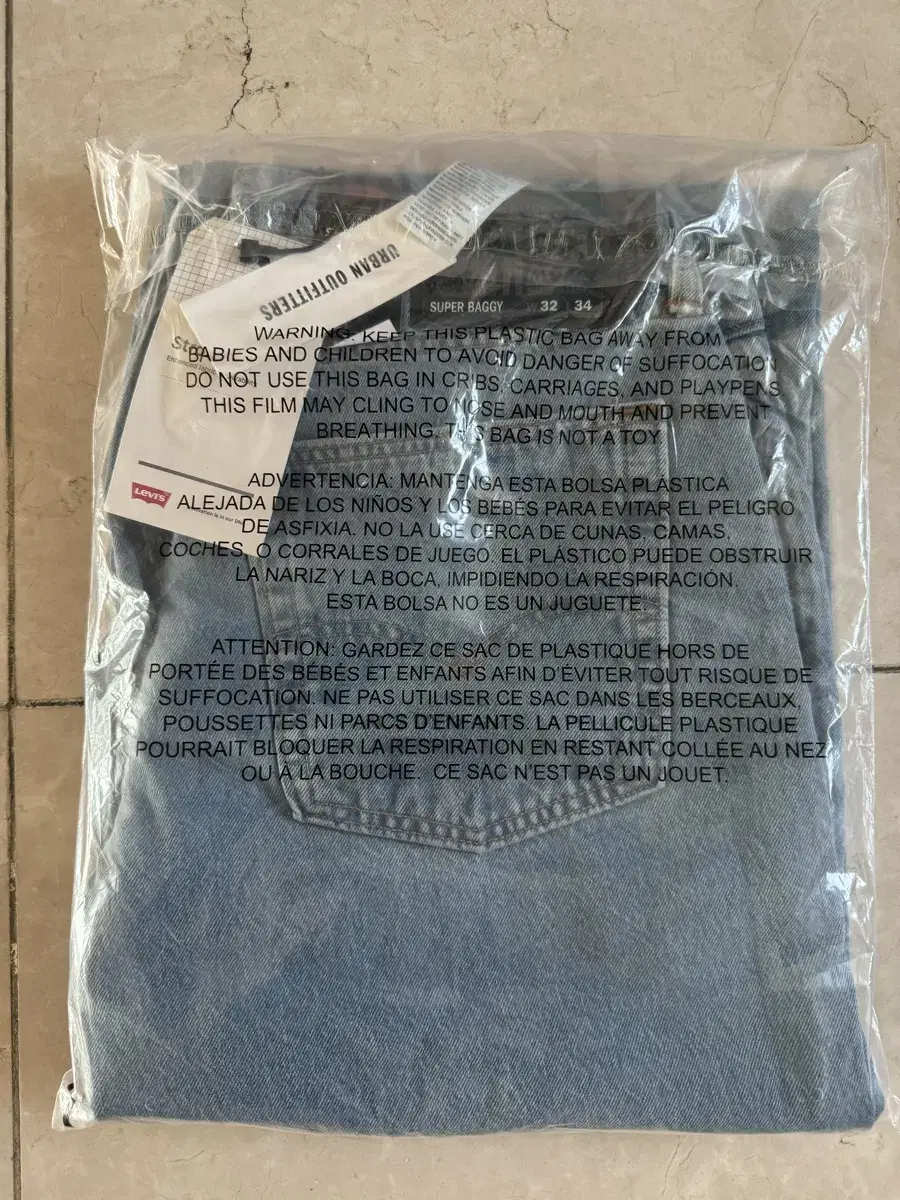 URBAN OUTFITTERS
SUPER BAGGY 32 34
WARNING: KEEP THIS PLASTIC BAG AWAY FROM
BABIES AND CHILDREN TO AVOID DANGER OF SUFFOCATION
DO NOT USE THIS BAG IN CRIBS, CARRIAGES, AND PLAYPENS.
THIS FILM MAY CLING TO NOSE AND MOUTH AND PREVENT
BREATHING. THIS BAG IS NOT A TOY.
ADVERTENCIA: MANTENGA ESTA BOLSA PLÁSTICA
ALEJADA DE LOS NIÑOS Y LOS BEBÉS PARA EVITAR EL PELIGRO
DE ASFIXIA. NO LA USE CERCA DE CUNAS, CAMAS,
COCHES, O CORRALES DE JUEGO. EL PLÁSTICO PUEDE OBSTRUIR
LA NARIZ Y LA BOCA, IMPIDIENDO LA RESPIRACIÓN.
ESTA BOLSA NO ES UN JUGUETE.
Levi's
ATTENTION: GARDEZ CE SAC DE PLASTIQUE HORS DE
PORTÉE DES BÉBÉS ET ENFANTS AFIN D'ÉVITER TOUT RISQUE DE
SUFFOCATION. NE PAS UTILISER CE SAC DANS LES BERCEAUX,
POUSSETTES NI PARCS D'ENFANTS. LA PELLICULE PLASTIQUE
POURRAIT BLOQUER LA RESPIRATION EN RESTANT COLLÉE AU NEZ
OU À LA BOUCHE. CE SAC N'EST PAS UN JOUET.